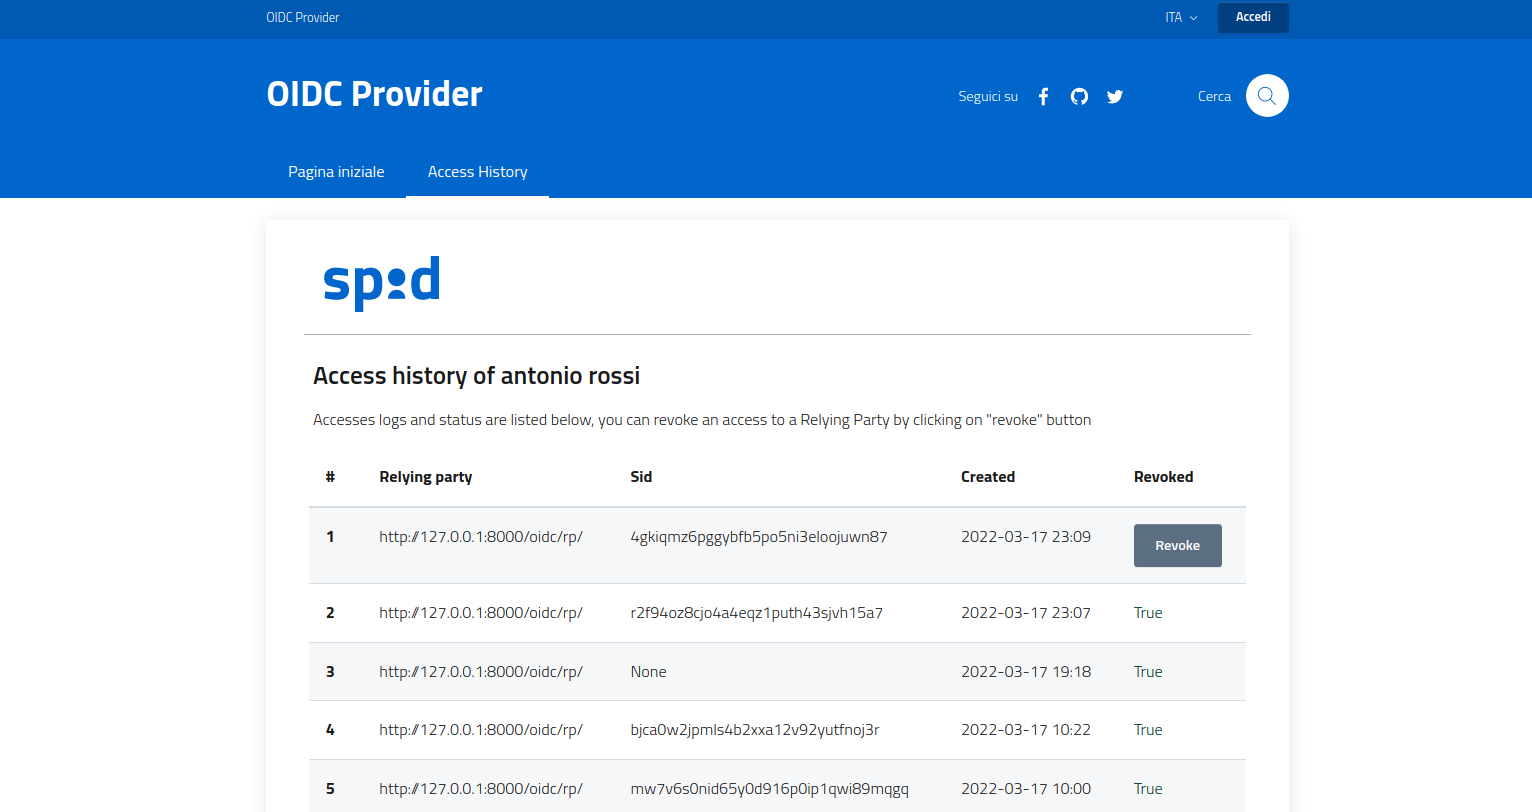 OIDC Provider
ITA
Accedi
OIDC Provider
Seguici su
Cerca
Pagina iniziale
Access History
spid
Access history of antonio rossi
Accesses logs and status are listed below, you can revoke an access to a Relying Party by clicking on "revoke" button
# Relying party Sid Created Revoked
1 http://127.0.0.1:8000/oidc/rp/ 4gkiqmz6pggybfb5po5ni3eloojuwn87 2022-03-17 23:09 Revoke
2 http://127.0.0.1:8000/oidc/rp/ r2f94oz8cjo4a4eqz1puth43sjvh15a7 2022-03-17 23:07 True
3 http://127.0.0.1:8000/oidc/rp/ None 2022-03-17 19:18 True
4 http://127.0.0.1:8000/oidc/rp/ bjca0w2jpmls4b2xxa12v92yutfnoj3r 2022-03-17 10:22 True
5 http://127.0.0.1:8000/oidc/rp/ mw7v6s0nid65y0d916p0ip1qwi89mqgq 2022-03-17 10:00 True